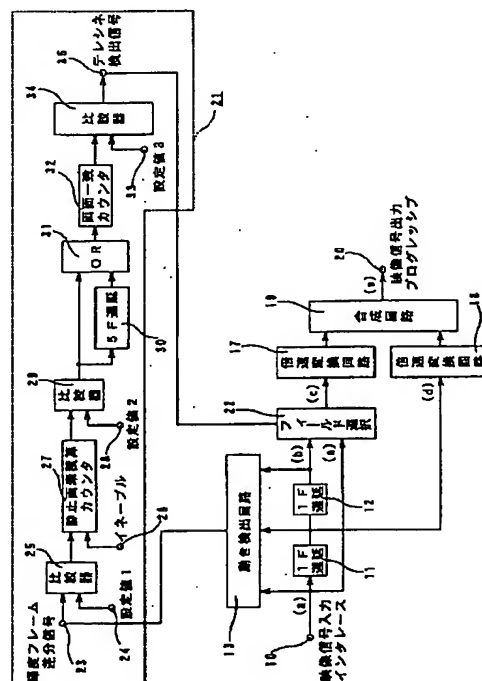 輝度フレーム
差分信号
23
24
設定値1
25
比較器
26
イネーブル
27
静止画素積算
カウンタ
28
設定値2
29
比較器
30
5F遅延
31
OR
32
画面一致
カウンタ
33
設定値3
34
比較器
35
テレシネ
検出信号
21
映像信号入力
インタレース
10
(a)
11
1F
遅延
12
1F
遅延
13
動き検出回路
(b)
(a)
22
フィールド選択
(c)
(d)
17
倍速変換回路
18
倍速変換回路
19
合成回路
(e)
20
映像信号出力
プログレッシブ